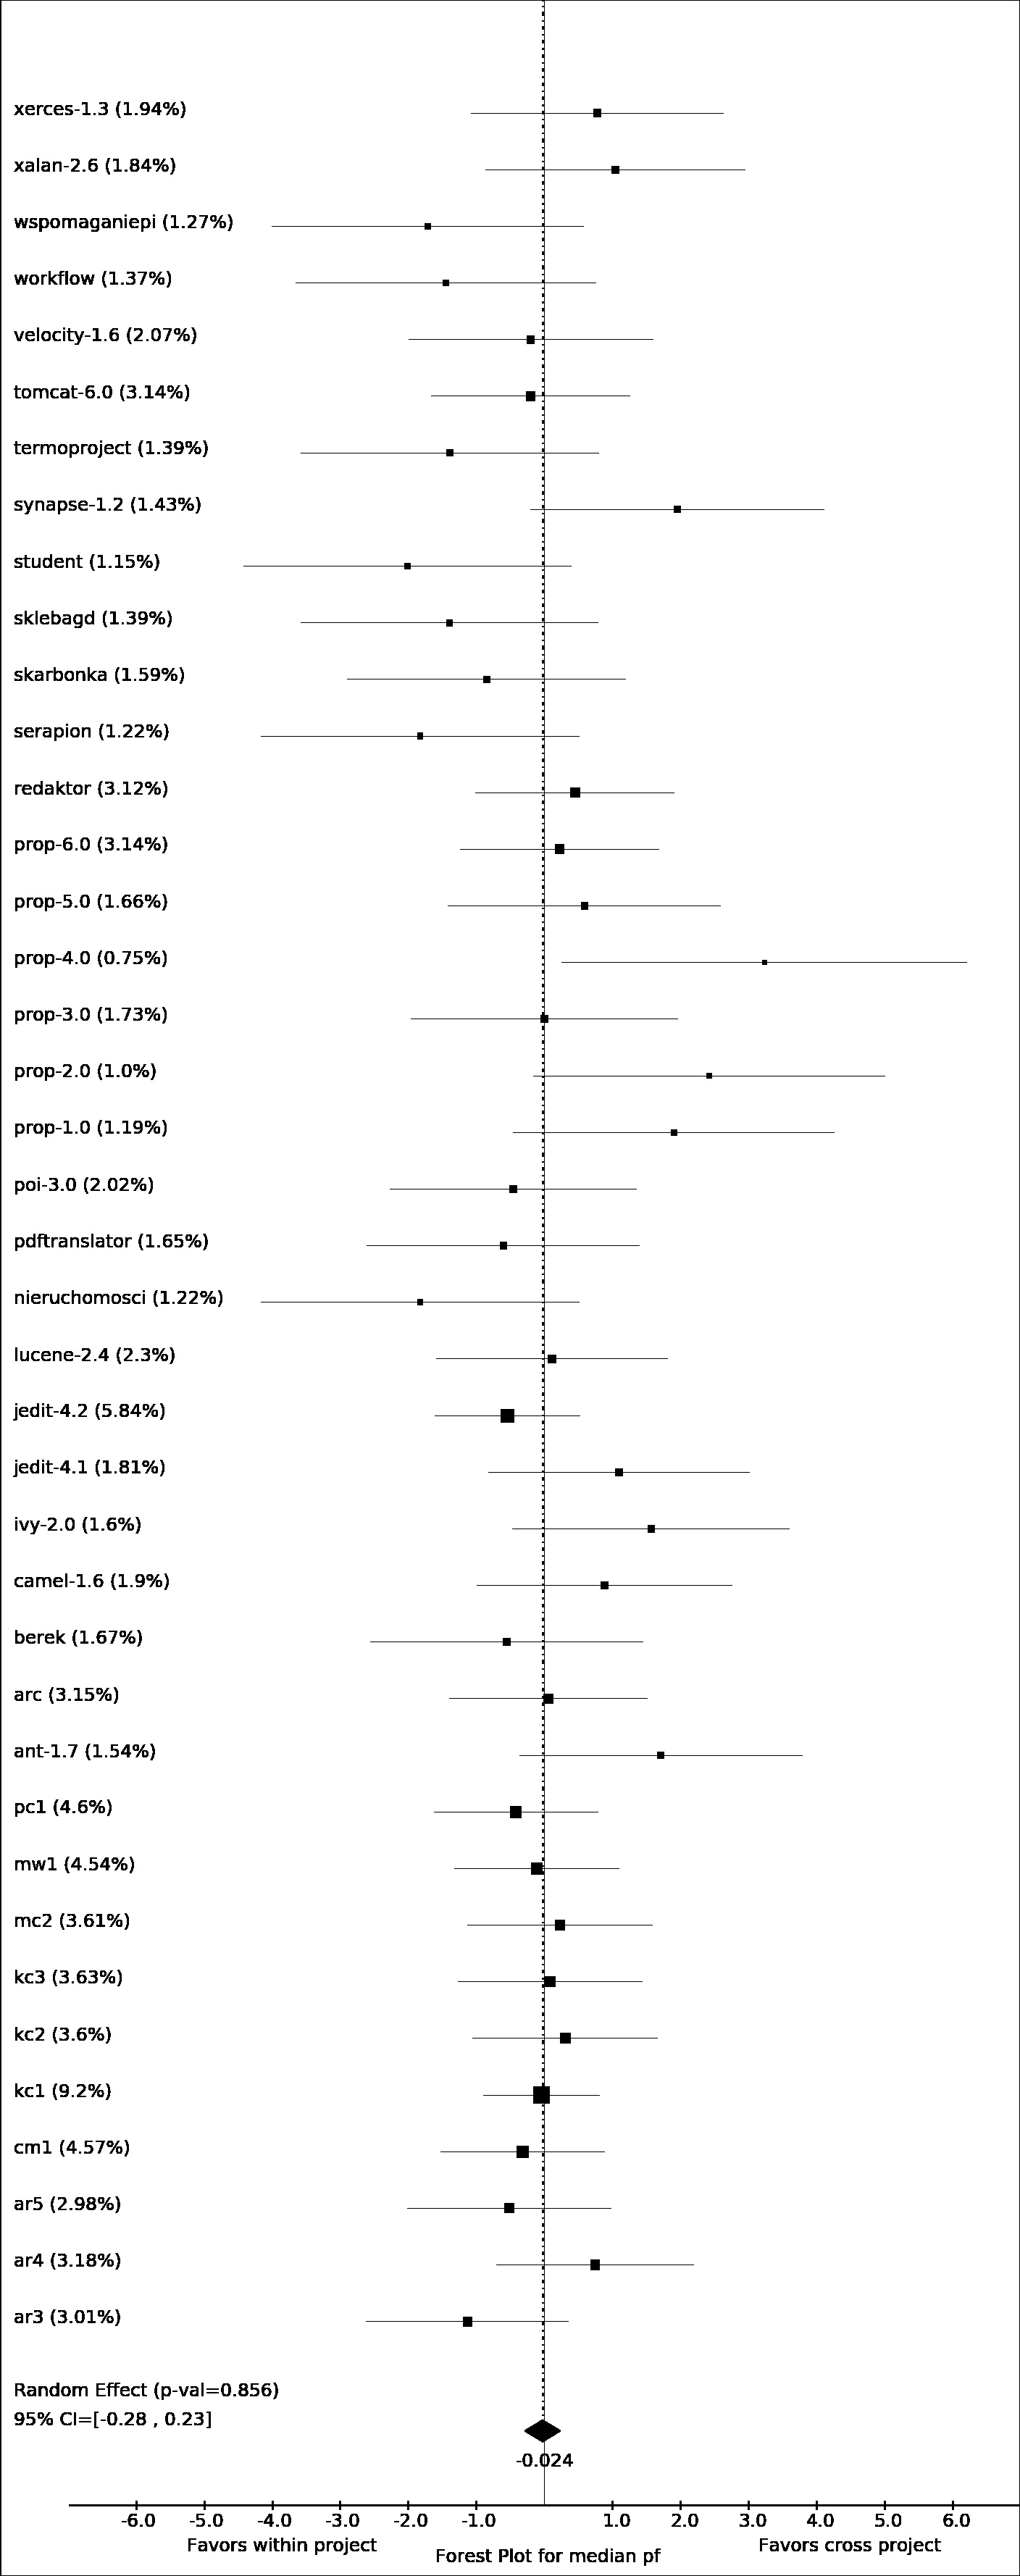 xerces-1.3 (1.94%)
xalan-2.6 (1.84%)
wspomaganiepi (1.27%)
workflow (1.37%)
velocity-1.6 (2.07%)
tomcat-6.0 (3.14%)
termoproject (1.39%)
synapse-1.2 (1.43%)
student (1.15%)
sklebagd (1.39%)
skarbonka (1.59%)
serapion (1.22%)
redaktor (3.12%)
prop-6.0 (3.14%)
prop-5.0 (1.66%)
prop-4.0 (0.75%)
prop-3.0 (1.73%)
prop-2.0 (1.0%)
prop-1.0 (1.19%)
poi-3.0 (2.02%)
pdftranslator (1.65%)
nieruchomosci (1.22%)
lucene-2.4 (2.3%)
jedit-4.2 (5.84%)
jedit-4.1 (1.81%)
ivy-2.0 (1.6%)
camel-1.6 (1.9%)
berek (1.67%)
arc (3.15%)
ant-1.7 (1.54%)
pc1 (4.6%)
mw1 (4.54%)
mc2 (3.61%)
kc3 (3.63%)
kc2 (3.6%)
kc1 (9.2%)
cm1 (4.57%)
ar5 (2.98%)
ar4 (3.18%)
ar3 (3.01%)
Random Effect (p-val=0.856)
95% CI=[-0.28 , 0.23]
-0.024
-6.0 -5.0 -4.0 -3.0 -2.0 -1.0 1.0 2.0 3.0 4.0 5.0 6.0
Favors within project Favors cross project
Forest Plot for median pf